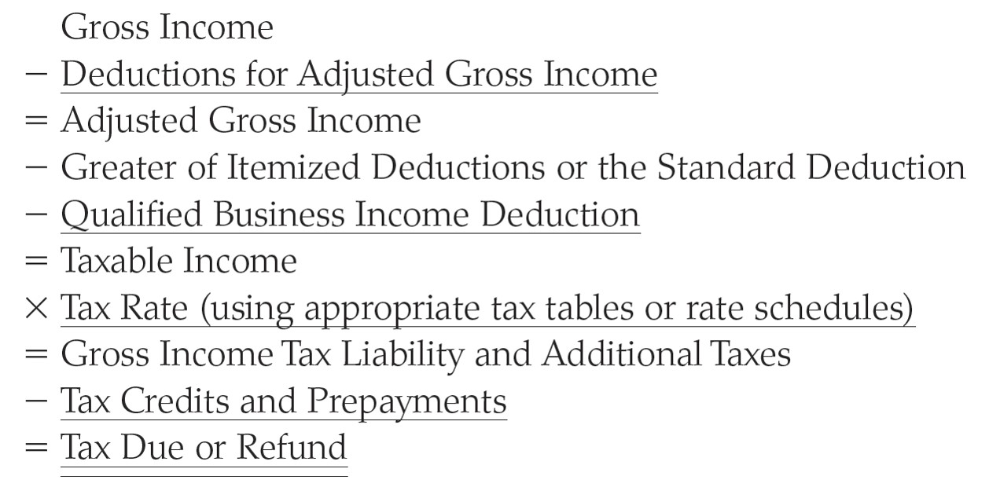 Gross Income
− Deductions for Adjusted Gross Income
= Adjusted Gross Income
− Greater of Itemized Deductions or the Standard Deduction
− Qualified Business Income Deduction
= Taxable Income
× Tax Rate (using appropriate tax tables or rate schedules)
= Gross Income Tax Liability and Additional Taxes
− Tax Credits and Prepayments
= Tax Due or Refund